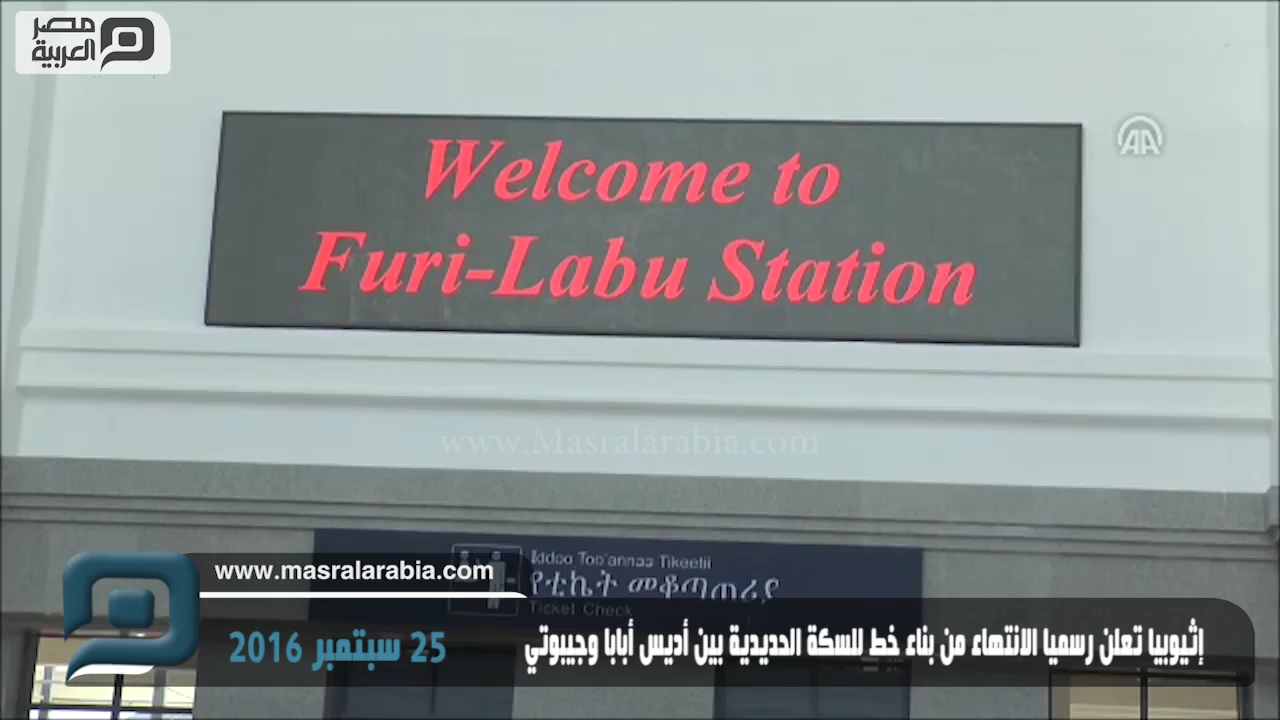 مصر
العربية
AA
Welcome to
Furi-Labu Station
www.Masralarabia.com
Iddoo Too'annaa Tikeetii
የቲኬት መቆጣጠሪያ
Ticket Check
www.masralarabia.com
إثيوبيا تعلن رسميا الانتهاء من بناء خط للسكة الحديدية بين أديس أبابا وجيبوتي
25 سبتمبر 2016